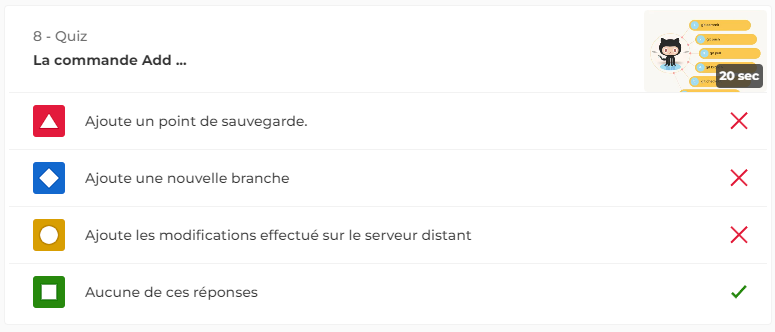 8 - Quiz
La commande Add ...
20 sec
Ajoute un point de sauvegarde.
Ajoute une nouvelle branche
Ajoute les modifications effectué sur le serveur distant
Aucune de ces réponses